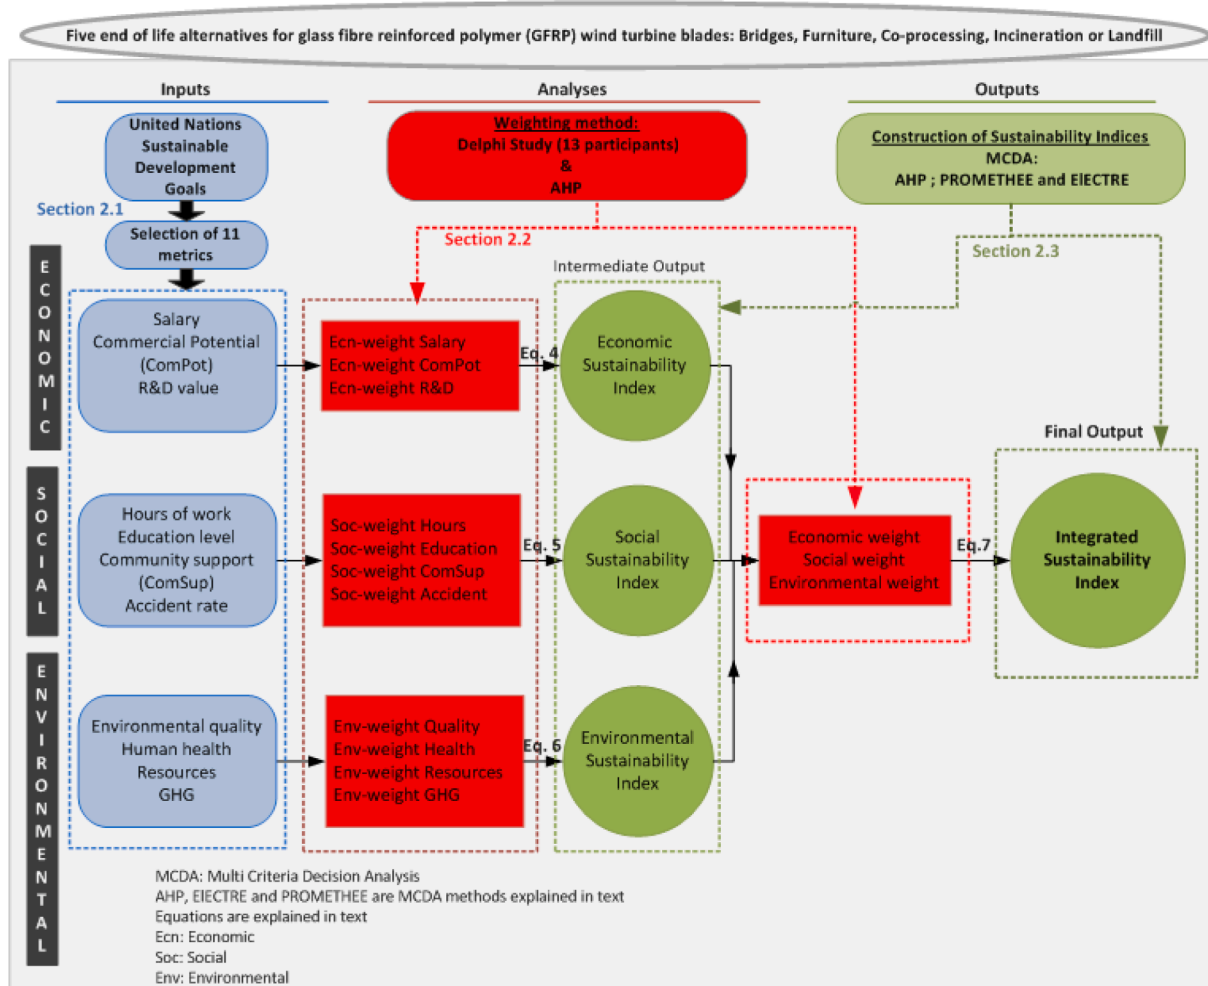 Five end of life alternatives for glass fibre reinforced polymer (GFRP) wind turbine blades: Bridges, Furniture, Co-processing, Incineration or Landfill
Inputs
Analyses
Outputs
United Nations
Sustainable
Development
Goals
Weighting method:
Delphi Study (13 participants)
&
AHP
Construction of Sustainability Indices
MCDA:
AHP ; PROMETHEE and ElECTRE
Section 2.1
Selection of 11
metrics
Section 2.2
Section 2.3
Intermediate Output
ECONOMIC
Salary
Commercial Potential
(ComPot)
R&D value
Ecn-weight Salary
Ecn-weight ComPot
Ecn-weight R&D
Eq. 4
Economic
Sustainability
Index
Final Output
SOCIAL
Hours of work
Education level
Community support
(ComSup)
Accident rate
Soc-weight Hours
Soc-weight Education
Soc-weight ComSup
Soc-weight Accident
Eq. 5
Social
Sustainability
Index
Economic weight
Social weight
Environmental weight
Eq.7
Integrated
Sustainability
Index
ENVIRONMENTAL
Environmental quality
Human health
Resources
GHG
Env-weight Quality
Env-weight Health
Env-weight Resources
Env-weight GHG
Eq. 6
Environmental
Sustainability
Index
MCDA: Multi Criteria Decision Analysis
AHP, ElECTRE and PROMETHEE are MCDA methods explained in text
Equations are explained in text
Ecn: Economic
Soc: Social
Env: Environmental